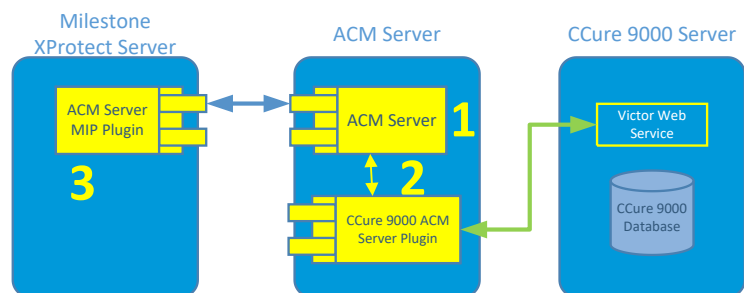 Milestone
XProtect Server
ACM Server
CCure 9000 Server
ACM Server
MIP Plugin
3
ACM Server
1
2
CCure 9000 ACM
Server Plugin
Victor Web
Service
CCure 9000
Database